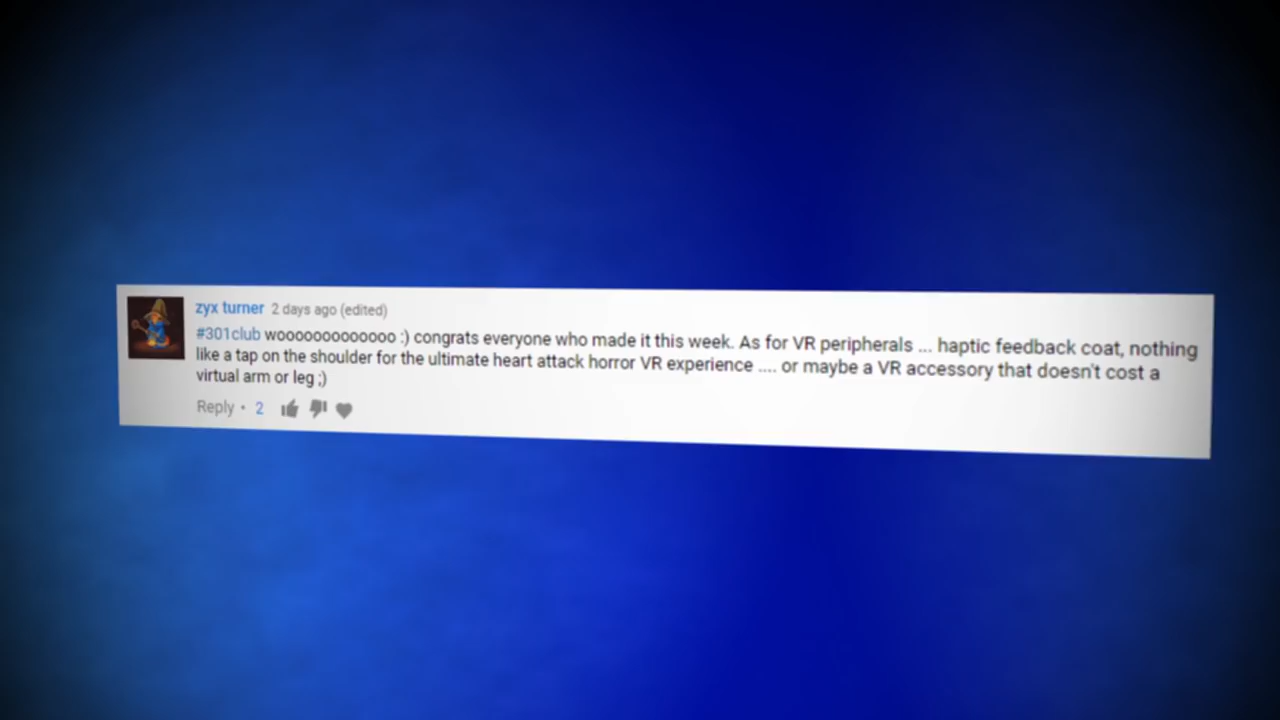 zyx turner 2 days ago (edited)
#301club wooooooooooooo :) congrats everyone who made it this week. As for VR peripherals ... haptic feedback coat, nothing
like a tap on the shoulder for the ultimate heart attack horror VR experience .... or maybe a VR accessory that doesn't cost a
virtual arm or leg ;)
Reply • 2